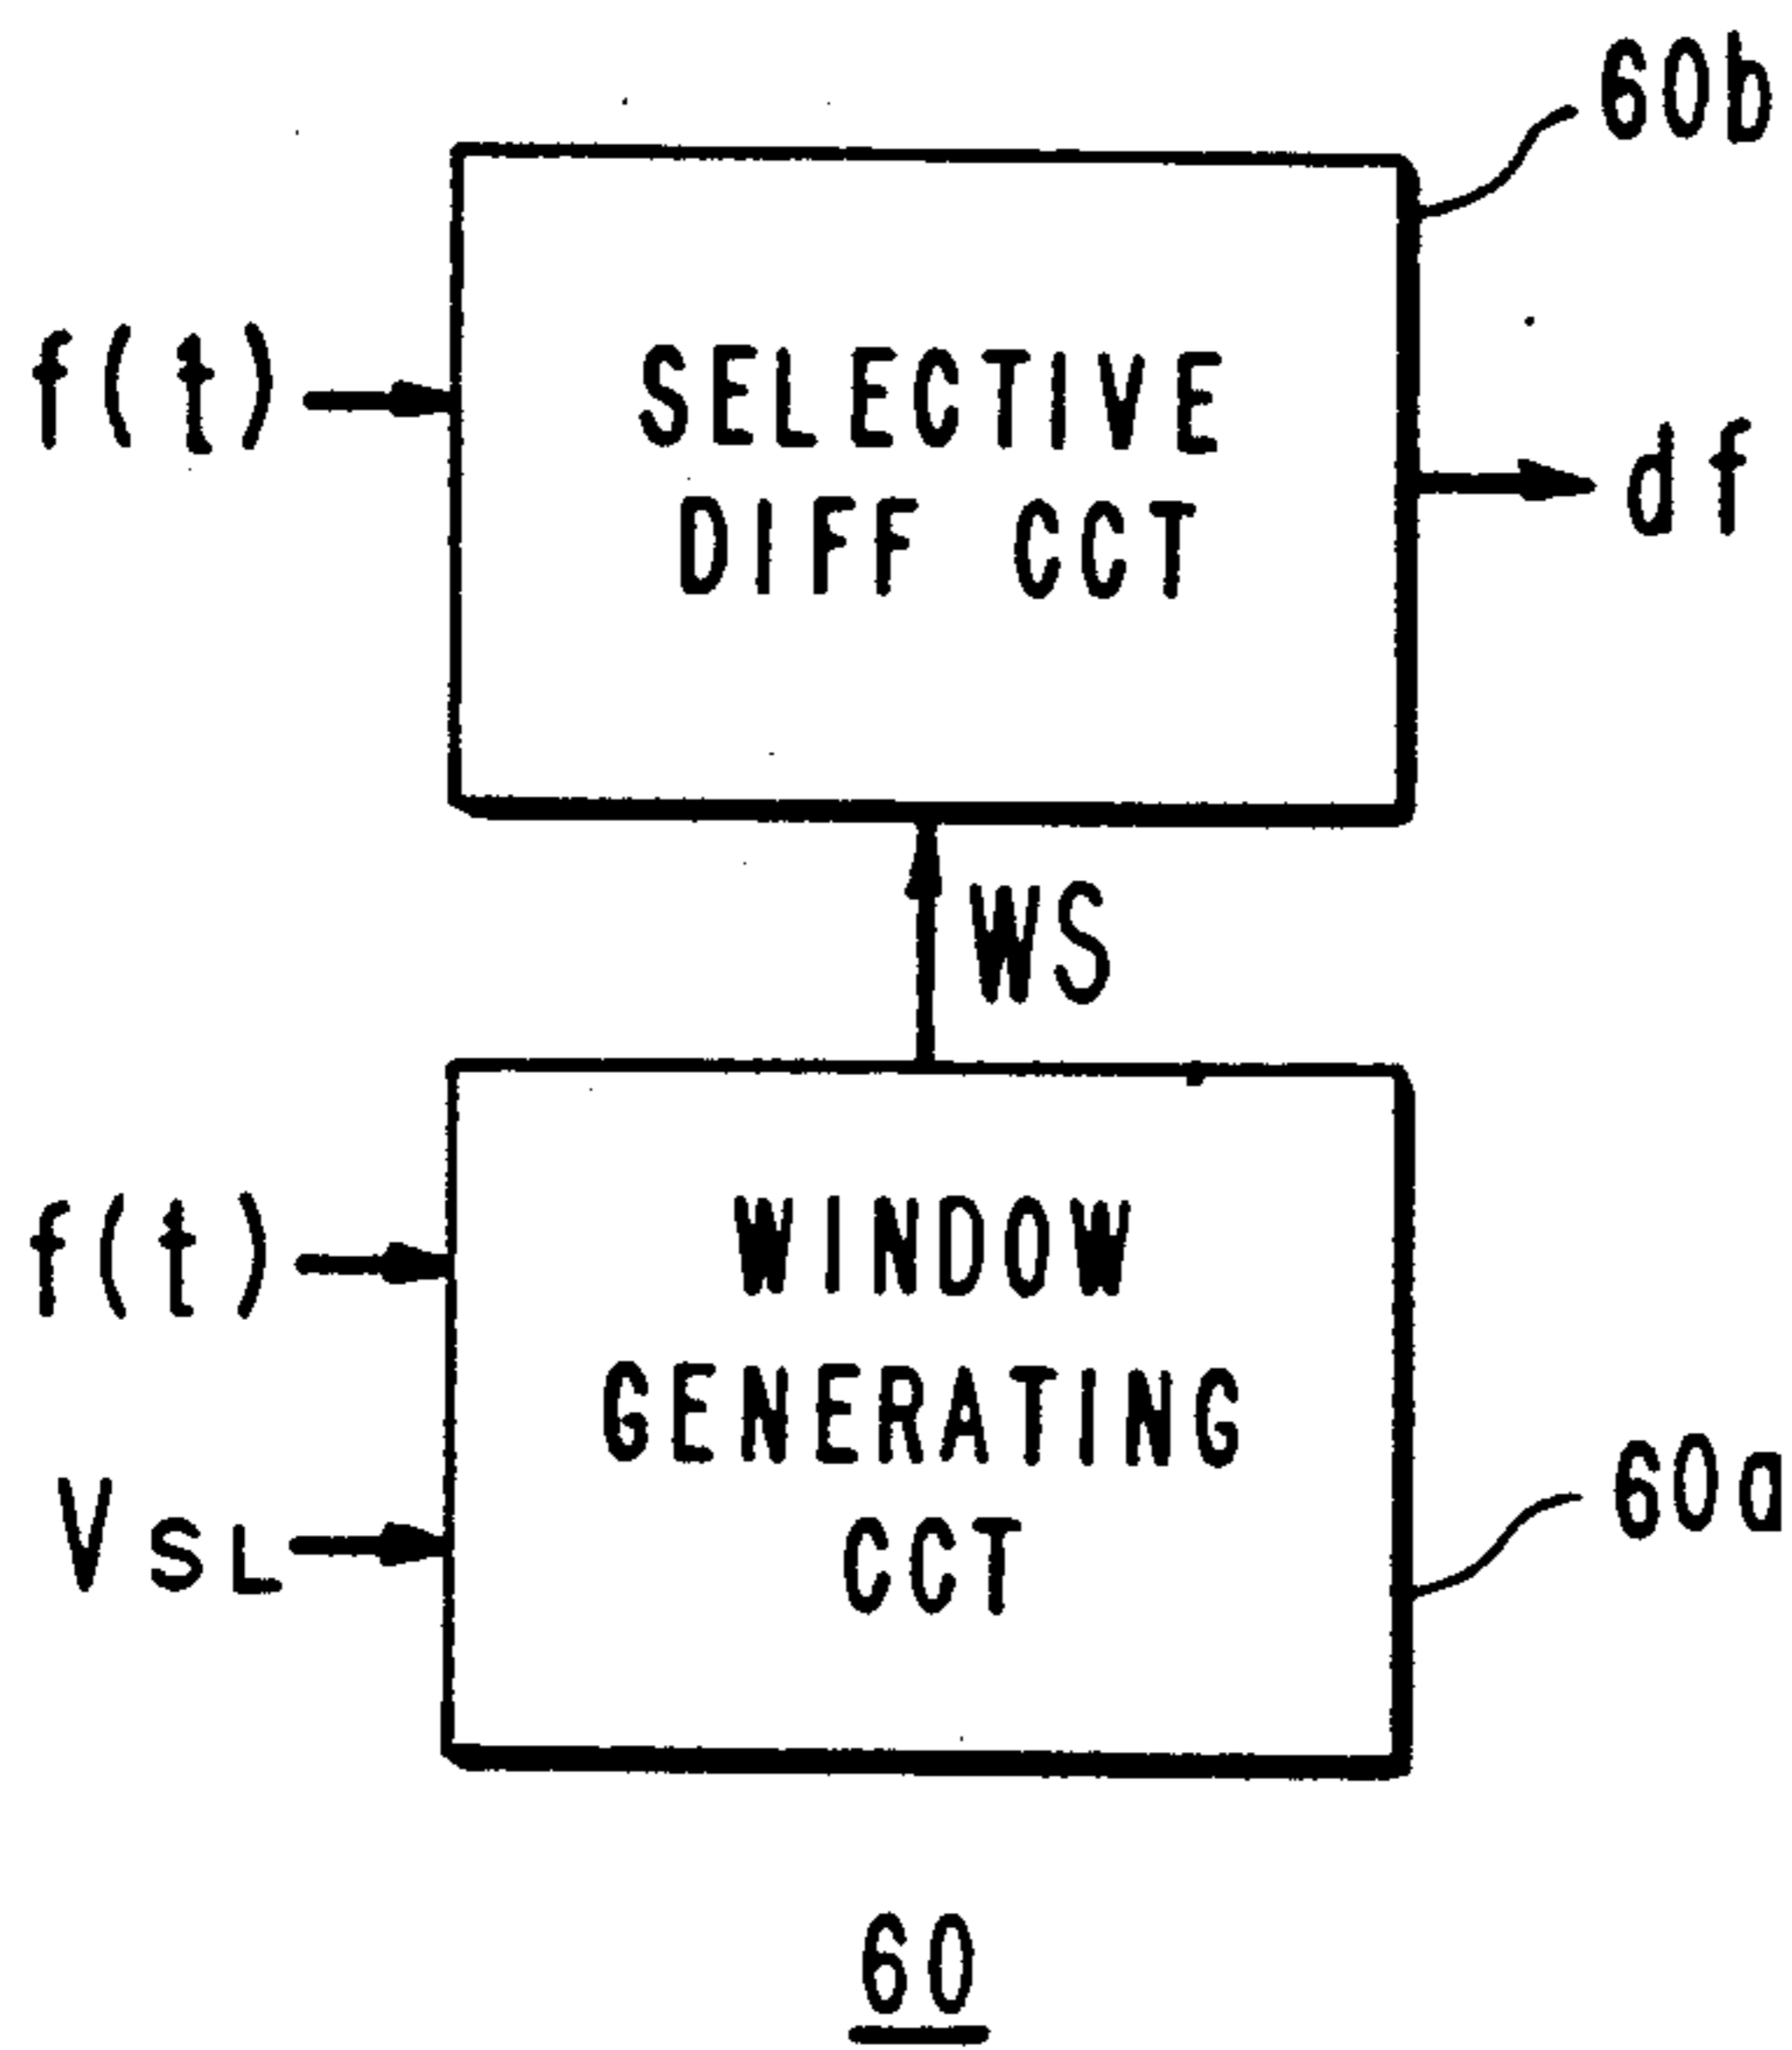 60b
f(t)
SELECTIVE
DIFF CCT
df
WS
f(t)
WINDOW
GENERATING
CCT
VSL
60a
60